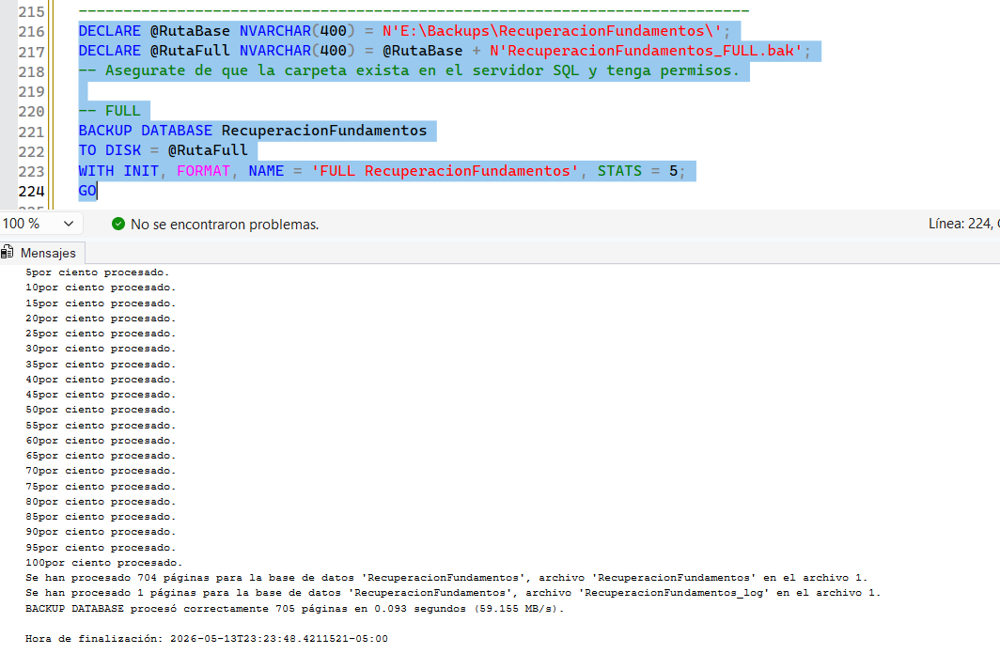 215 --------------------------------------------------------------------
216 DECLARE @RutaBase NVARCHAR(400) = N'E:\Backups\RecuperacionFundamentos\';
217 DECLARE @RutaFull NVARCHAR(400) = @RutaBase + N'RecuperacionFundamentos_FULL.bak';
218 -- Asegurate de que la carpeta exista en el servidor SQL y tenga permisos.
219
220 -- FULL
221 BACKUP DATABASE RecuperacionFundamentos
222 TO DISK = @RutaFull
223 WITH INIT, FORMAT, NAME = 'FULL RecuperacionFundamentos', STATS = 5;
224 GO
100 % No se encontraron problemas. Línea: 224,
Mensajes
5por ciento procesado.
10por ciento procesado.
15por ciento procesado.
20por ciento procesado.
25por ciento procesado.
30por ciento procesado.
35por ciento procesado.
40por ciento procesado.
45por ciento procesado.
50por ciento procesado.
55por ciento procesado.
60por ciento procesado.
65por ciento procesado.
70por ciento procesado.
75por ciento procesado.
80por ciento procesado.
85por ciento procesado.
90por ciento procesado.
95por ciento procesado.
100por ciento procesado.
Se han procesado 704 páginas para la base de datos 'RecuperacionFundamentos', archivo 'RecuperacionFundamentos' en el archivo 1.
Se han procesado 1 páginas para la base de datos 'RecuperacionFundamentos', archivo 'RecuperacionFundamentos_log' en el archivo 1.
BACKUP DATABASE procesó correctamente 705 páginas en 0.093 segundos (59.155 MB/s).
Hora de finalización: 2026-05-13T23:23:48.4211521-05:00